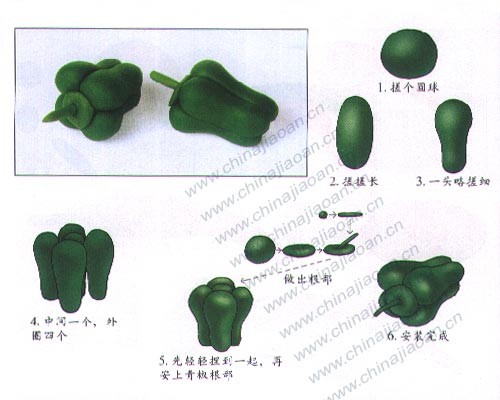 1. 搓个圆球
2. 搓搓长
3. 一头略搓细
4. 中间一个, 外
围四个
做出根部
5. 先轻轻捏到一起, 再
安上青椒根部
6. 安装完成
www.chinajiaoan.cn
www.chinajiaoan.cn
www.chinajiaoan.cn
www.chinajiaoan.cn
www.chinajiaoan.cn